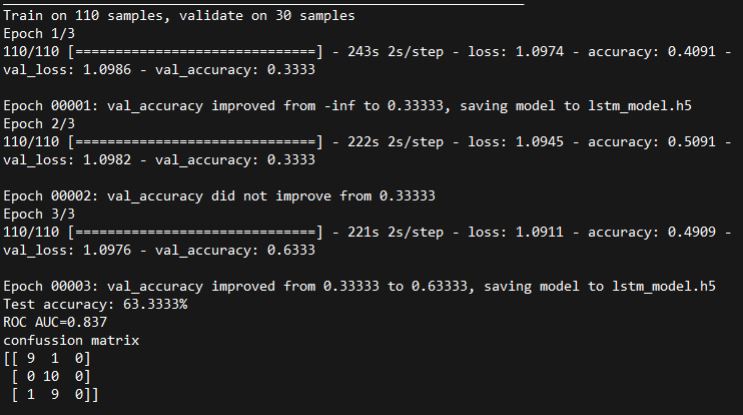 Train on 110 samples, validate on 30 samples
Epoch 1/3
110/110 [==============================] - 243s 2s/step - loss: 1.0974 - accuracy: 0.4091 -
val_loss: 1.0986 - val_accuracy: 0.3333
Epoch 00001: val_accuracy improved from -inf to 0.33333, saving model to lstm_model.h5
Epoch 2/3
110/110 [==============================] - 222s 2s/step - loss: 1.0945 - accuracy: 0.5091 -
val_loss: 1.0982 - val_accuracy: 0.3333
Epoch 00002: val_accuracy did not improve from 0.33333
Epoch 3/3
110/110 [==============================] - 221s 2s/step - loss: 1.0911 - accuracy: 0.4909 -
val_loss: 1.0976 - val_accuracy: 0.6333
Epoch 00003: val_accuracy improved from 0.33333 to 0.63333, saving model to lstm_model.h5
Test accuracy: 63.3333%
ROC AUC=0.837
confussion matrix
[[ 9  1  0]
 [ 0 10  0]
 [ 1  9  0]]